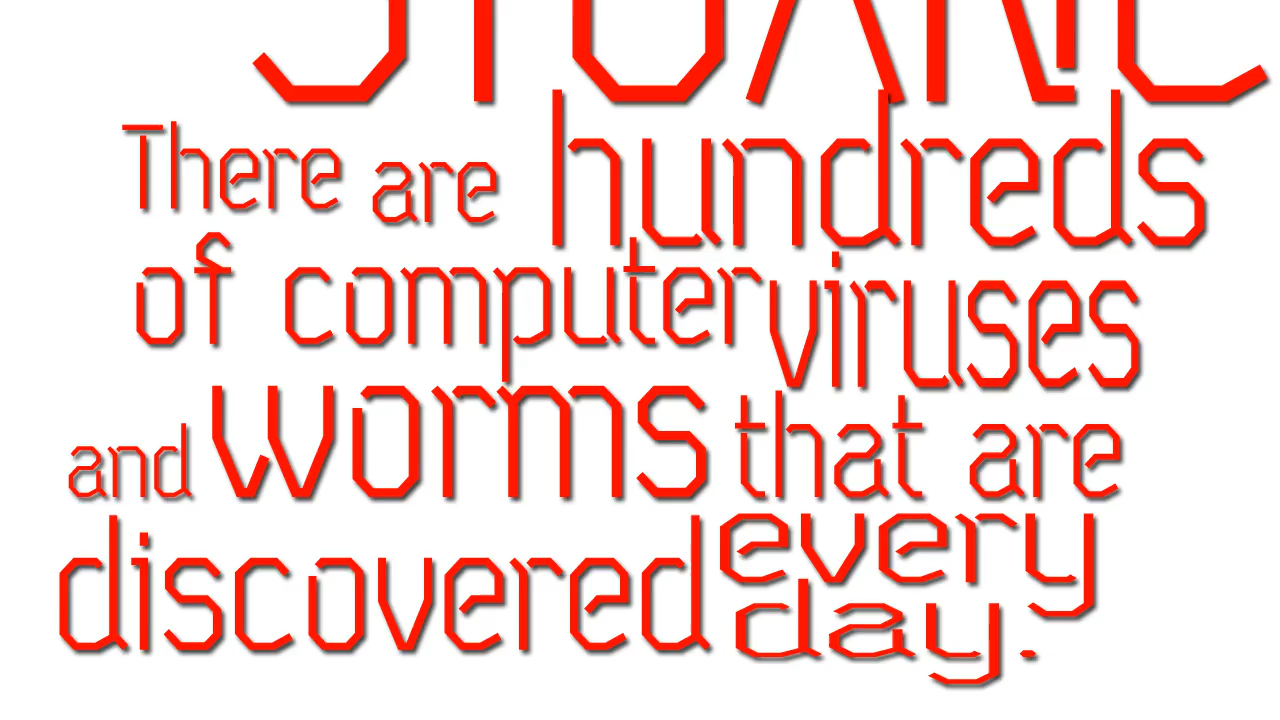 There are hundreds
of computer viruses
and worms that are
discovered every
day.